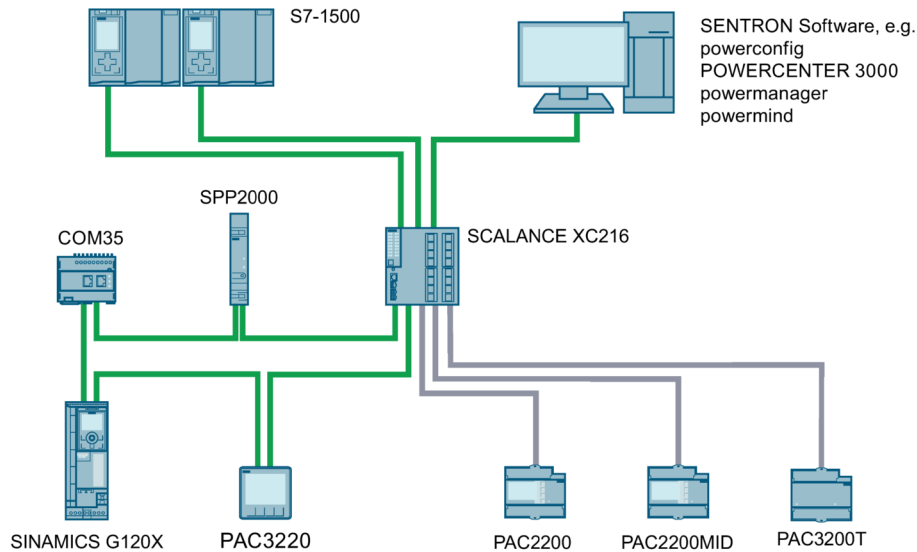 S7-1500
SENTRON Software, e.g.
powerconfig
POWERCENTER 3000
powermanager
powermind
SPP2000
COM35
SCALANCE XC216
SINAMICS G120X
PAC3220
PAC2200
PAC2200MID
PAC3200T